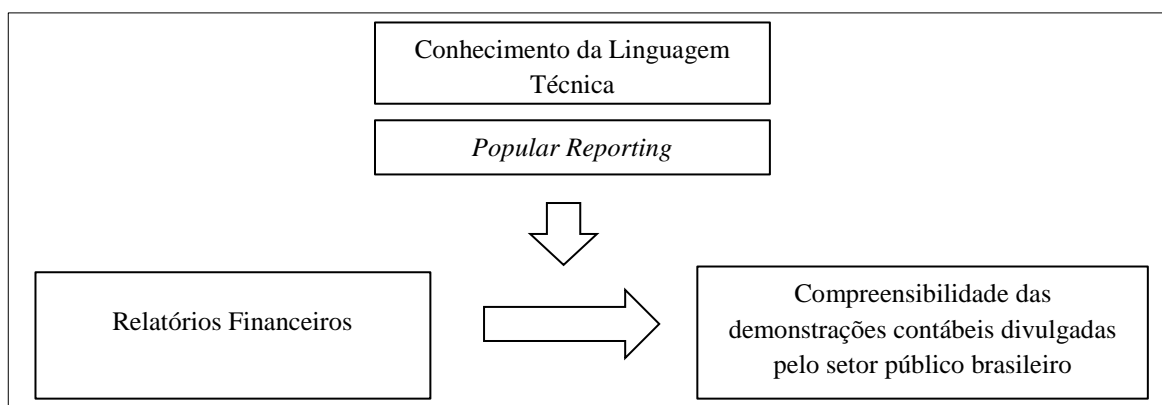 Conhecimento da Linguagem
Técnica
Popular Reporting
Relatórios Financeiros
Compreensibilidade das
demonstrações contábeis divulgadas
pelo setor público brasileiro